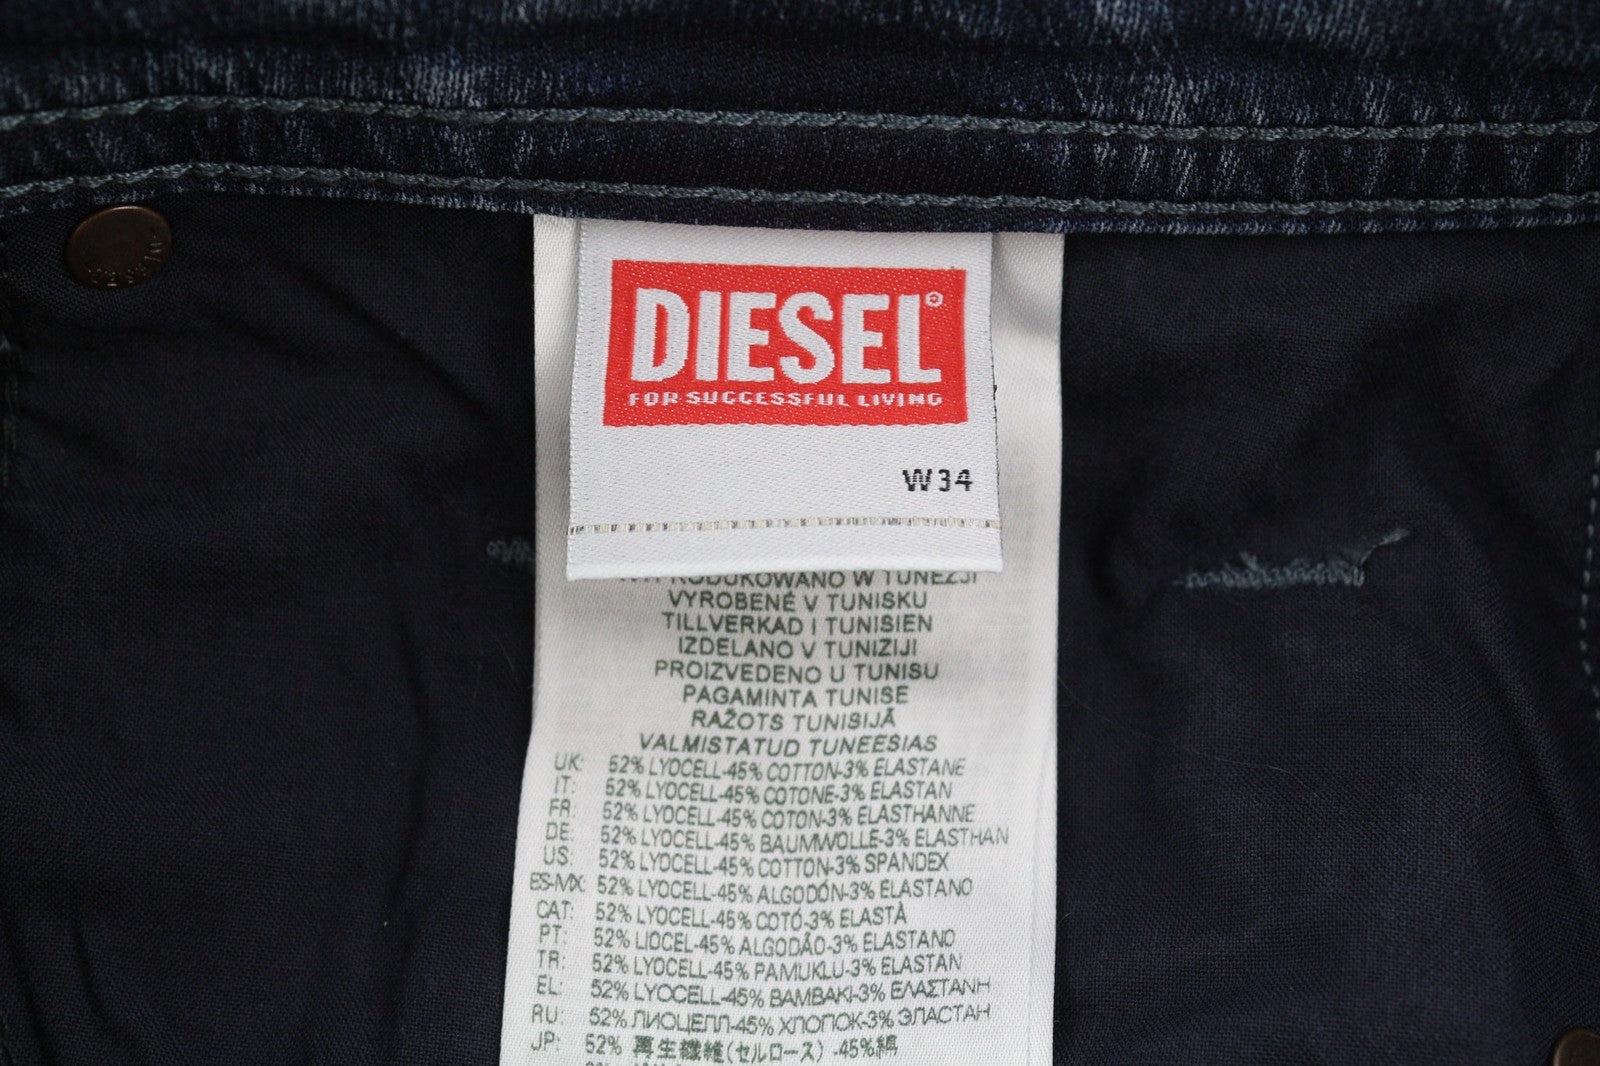 DIESEL
FOR SUCCESSFUL LIVING
W34
WYPRODUKOWANO W TUNEZJI
VYROBENÉ V TUNISKU
TILLVERKAD I TUNISIEN
IZDELANO V TUNIZIJI
PROIZVEDENO U TUNISU
PAGAMINTA TUNISE
RAŽOTS TUNISIJĀ
VALMISTATUD TUNEESIAS
UK: 52% LYOCELL-45% COTTON-3% ELASTANE
IT: 52% LYOCELL-45% COTONE-3% ELASTAN
FR: 52% LYOCELL-45% COTON-3% ELASTHANNE
DE: 52% LYOCELL-45% BAUMWOLLE-3% ELASTHAN
US: 52% LYOCELL-45% COTTON-3% SPANDEX
ES-MX: 52% LYOCELL-45% ALGODÓN-3% ELASTANO
CAT: 52% LYOCELL-45% COTÓ-3% ELASTÀ
PT: 52% LIOCEL-45% ALGODÃO-3% ELASTANO
TR: 52% LYOCELL-45% PAMUKLU-3% ELASTAN
EL: 52% LYOCELL-45% BAMBAKI-3% ΕΛΑΣΤΑΝΗ
RU: 52% ЛИОЦЕЛЛ-45% ХЛОПОК-3% ЭЛАСТАН
JP: 52% 再生繊維(セルロース) -45%綿